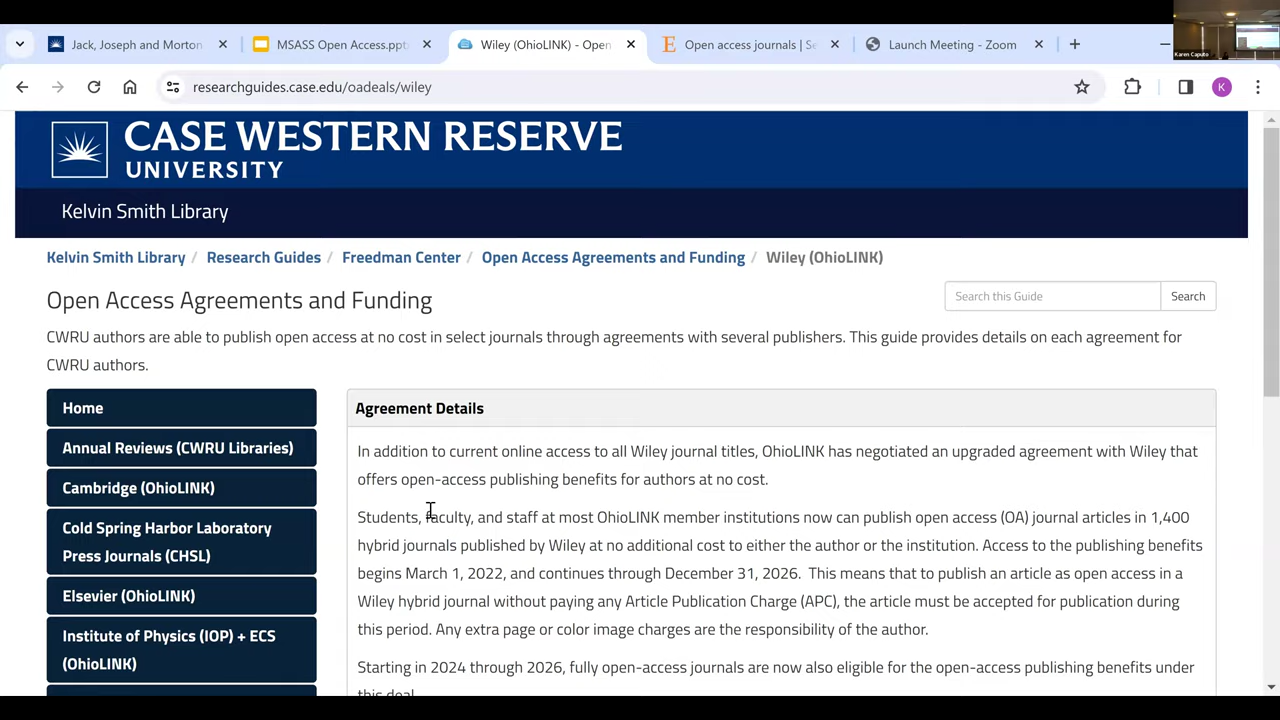 Jack, Joseph and Morton
MSASS Open Access.ppt
Wiley (OhioLINK) - Open
Open access journals | Se
Launch Meeting - Zoom
Karen Caputo
researchguides.case.edu/oadeals/wiley
K
CASE WESTERN RESERVE
UNIVERSITY
Kelvin Smith Library
Kelvin Smith Library / Research Guides / Freedman Center / Open Access Agreements and Funding / Wiley (OhioLINK)
Open Access Agreements and Funding
Search this Guide
Search
CWRU authors are able to publish open access at no cost in select journals through agreements with several publishers. This guide provides details on each agreement for
CWRU authors.
Home
Annual Reviews (CWRU Libraries)
Cambridge (OhioLINK)
Cold Spring Harbor Laboratory
Press Journals (CHSL)
Elsevier (OhioLINK)
Institute of Physics (IOP) + ECS
(OhioLINK)
Agreement Details
In addition to current online access to all Wiley journal titles, OhioLINK has negotiated an upgraded agreement with Wiley that
offers open-access publishing benefits for authors at no cost.
Students, faculty, and staff at most OhioLINK member institutions now can publish open access (OA) journal articles in 1,400
hybrid journals published by Wiley at no additional cost to either the author or the institution. Access to the publishing benefits
begins March 1, 2022, and continues through December 31, 2026. This means that to publish an article as open access in a
Wiley hybrid journal without paying any Article Publication Charge (APC), the article must be accepted for publication during
this period. Any extra page or color image charges are the responsibility of the author.
Starting in 2024 through 2026, fully open-access journals are now also eligible for the open-access publishing benefits under
this deal.